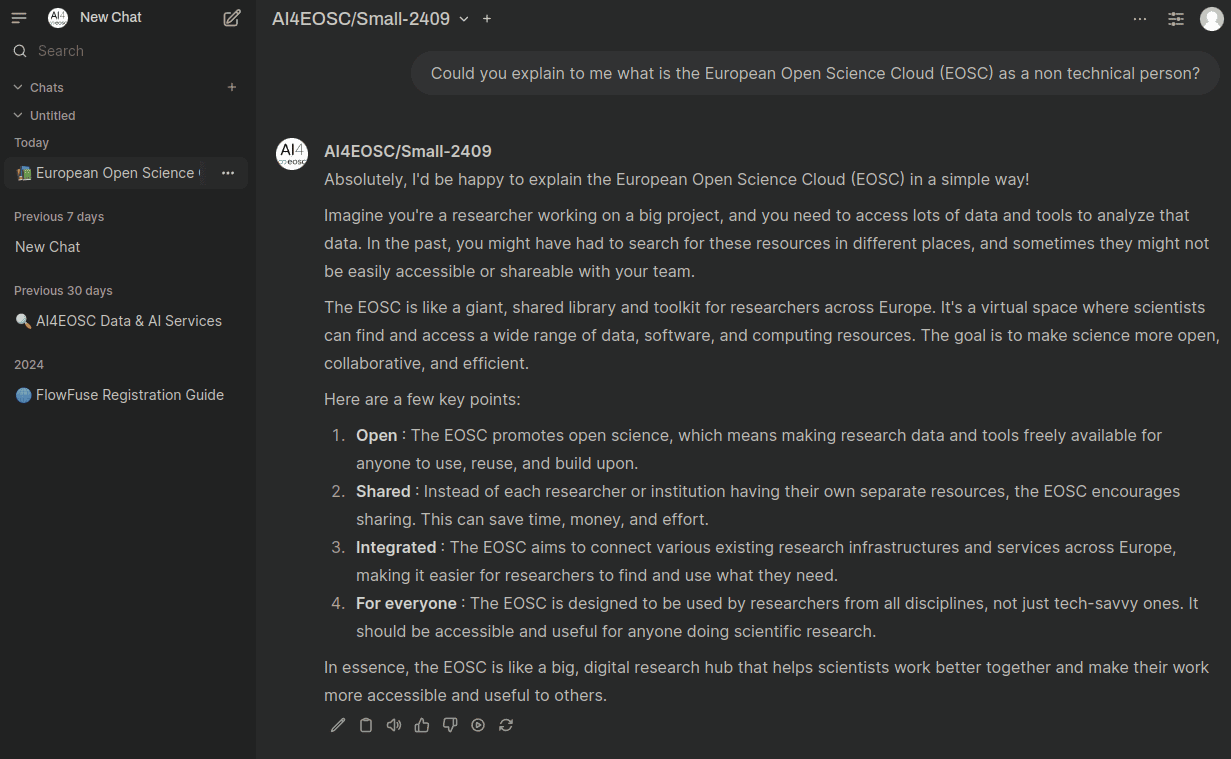 New Chat
Search
Chats
Untitled
Today
European Open Science
Previous 7 days
New Chat
Previous 30 days
AI4EOSC Data & AI Services
2024
FlowFuse Registration Guide
AI4EOSC/Small-2409
Could you explain to me what is the European Open Science Cloud (EOSC) as a non technical person?
AI4
eosc
AI4EOSC/Small-2409
Absolutely, I'd be happy to explain the European Open Science Cloud (EOSC) in a simple way!
Imagine you're a researcher working on a big project, and you need to access lots of data and tools to analyze that
data. In the past, you might have had to search for these resources in different places, and sometimes they might not
be easily accessible or shareable with your team.
The EOSC is like a giant, shared library and toolkit for researchers across Europe. It's a virtual space where scientists
can find and access a wide range of data, software, and computing resources. The goal is to make science more open,
collaborative, and efficient.
Here are a few key points:
1. Open : The EOSC promotes open science, which means making research data and tools freely available for
anyone to use, reuse, and build upon.
2. Shared : Instead of each researcher or institution having their own separate resources, the EOSC encourages
sharing. This can save time, money, and effort.
3. Integrated : The EOSC aims to connect various existing research infrastructures and services across Europe,
making it easier for researchers to find and use what they need.
4. For everyone : The EOSC is designed to be used by researchers from all disciplines, not just tech-savvy ones. It
should be accessible and useful for anyone doing scientific research.
In essence, the EOSC is like a big, digital research hub that helps scientists work better together and make their work
more accessible and useful to others.